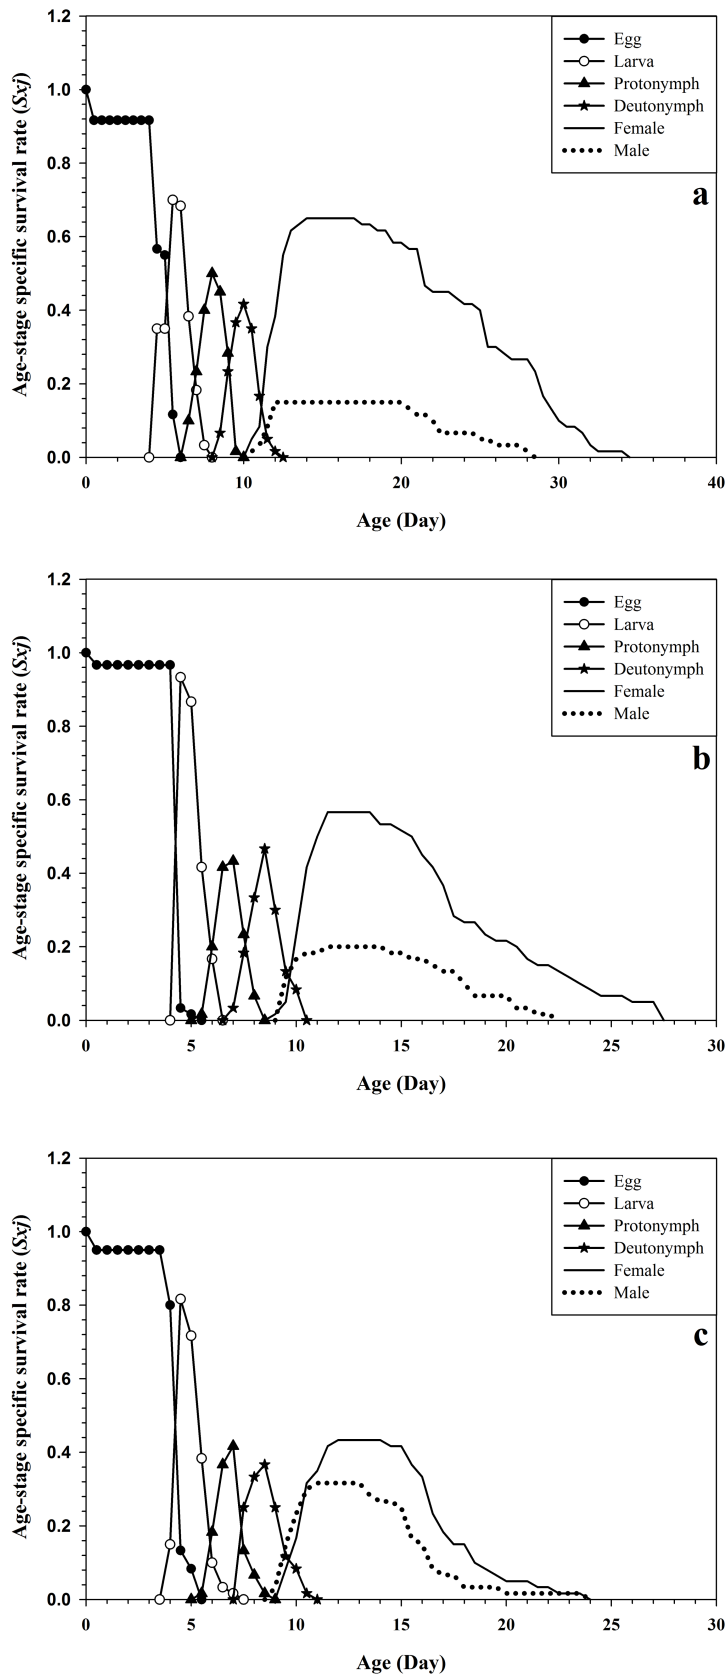 1.2
1.0
0.8
0.6
0.4
0.2
0.0
Age-stage specific survival rate (Sxj)
Egg
Larva
Protonymph
Deutonymph
Female
Male
a
0 10 20 30 40
Age (Day)
1.2
1.0
0.8
0.6
0.4
0.2
0.0
Age-stage specific survival rate (Sxj)
Egg
Larva
Protonymph
Deutonymph
Female
Male
b
0 5 10 15 20 25 30
Age (Day)
1.2
1.0
0.8
0.6
0.4
0.2
0.0
Age-stage specific survival rate (Sxj)
Egg
Larva
Protonymph
Deutonymph
Female
Male
c
0 5 10 15 20 25 30
Age (Day)